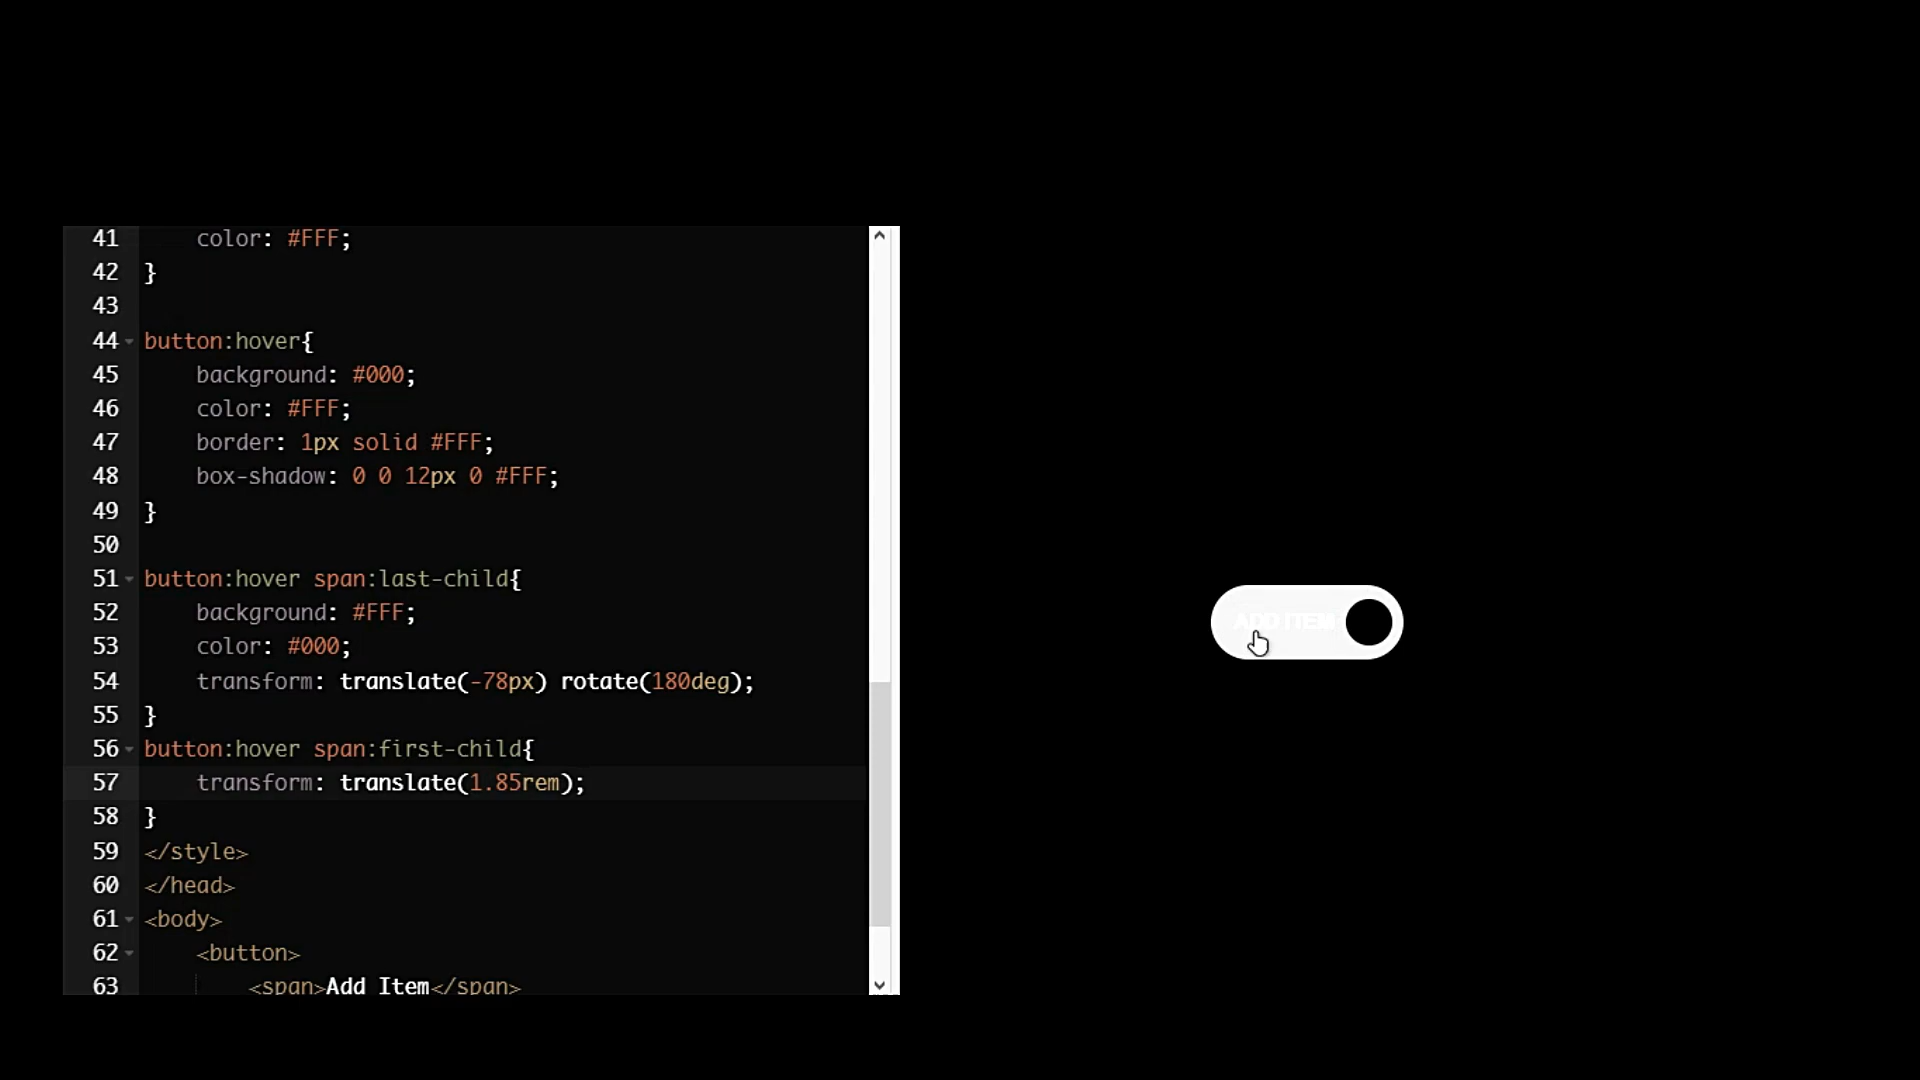 41 color: #FFF;
42 }
43
44 button:hover{
45 background: #000;
46 color: #FFF;
47 border: 1px solid #FFF;
48 box-shadow: 0 0 12px 0 #FFF;
49 }
50
51 button:hover span:last-child{
52 background: #FFF;
53 color: #000;
54 transform: translate(-78px) rotate(180deg);
55 }
56 button:hover span:first-child{
57 transform: translate(1.85rem);
58 }
59 </style>
60 </head>
61 <body>
62 <button>
63 <span>Add Item</span>
ADD ITEM